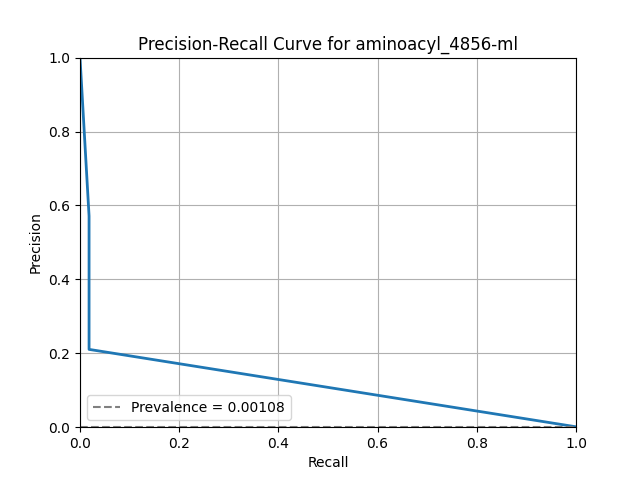 Precision-Recall Curve for aminoacyl_4856-ml
1.0
0.8
0.6
0.4
0.2
0.0
Precision
Prevalence = 0.00108
0.0 0.2 0.4 0.6 0.8 1.0
Recall